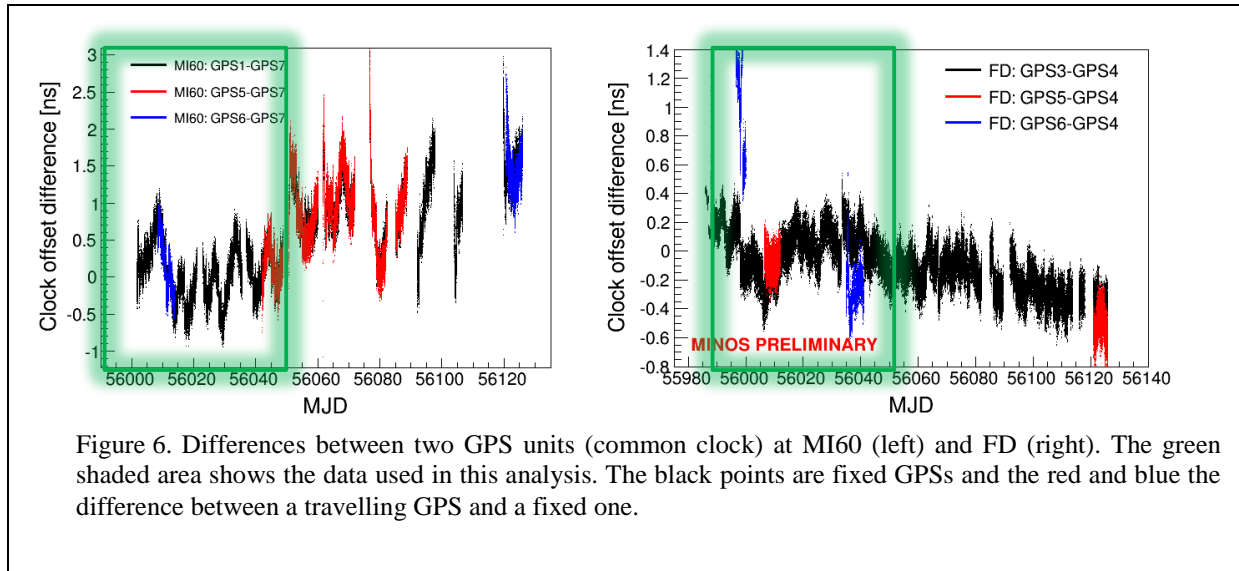 3
2.5
2
1.5
1
0.5
0
-0.5
-1
Clock offset difference [ns]
MI60: GPS1-GPS7
MI60: GPS5-GPS7
MI60: GPS6-GPS7
56000 56020 56040 56060 56080 56100 56120
MJD
1.4
1.2
1
0.8
0.6
0.4
0.2
0
-0.2
-0.4
-0.6
-0.8
Clock offset difference [ns]
FD: GPS3-GPS4
FD: GPS5-GPS4
FD: GPS6-GPS4
MINOS PRELIMINARY
55980 56000 56020 56040 56060 56080 56100 56120 56140
MJD
Figure 6. Differences between two GPS units (common clock) at MI60 (left) and FD (right). The green
shaded area shows the data used in this analysis. The black points are fixed GPSs and the red and blue the
difference between a travelling GPS and a fixed one.